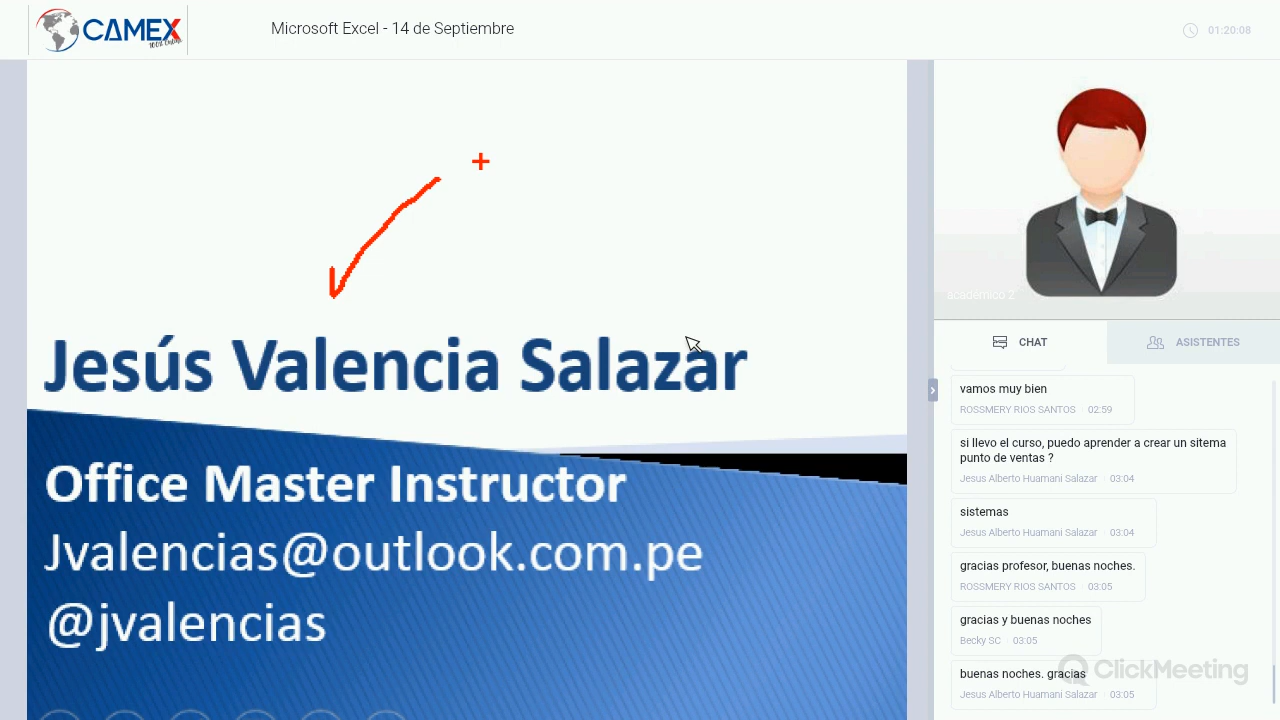 CAMEX
100% Online
Microsoft Excel - 14 de Septiembre
01:20:08
Jesús Valencia Salazar
Office Master Instructor
Jvalencias@outlook.com.pe
@jvalencias
académico 2
CHAT
ASISTENTES
vamos muy bien
ROSSMERY RIOS SANTOS · 02:59
si llevo el curso, puedo aprender a crear un sitema
punto de ventas ?
Jesus Alberto Huamani Salazar · 03:04
sistemas
Jesus Alberto Huamani Salazar · 03:04
gracias profesor, buenas noches.
ROSSMERY RIOS SANTOS · 03:05
gracias y buenas noches
Becky SC · 03:05
buenas noches. gracias
Jesus Alberto Huamani Salazar · 03:05
ClickMeeting